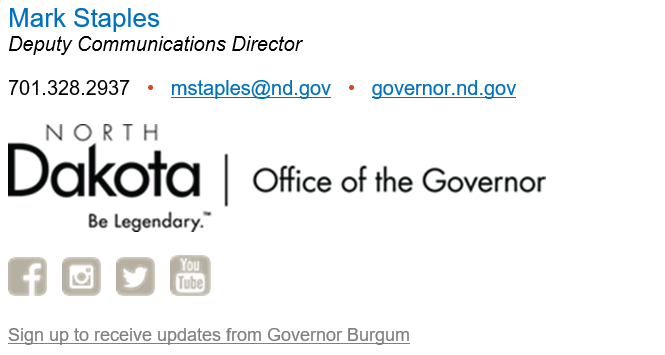 Mark Staples
Deputy Communications Director
701.328.2937 • mstaples@nd.gov • governor.nd.gov
NORTH
Dakota | Office of the Governor
Be Legendary.™
You
Tube
Sign up to receive updates from Governor Burgum